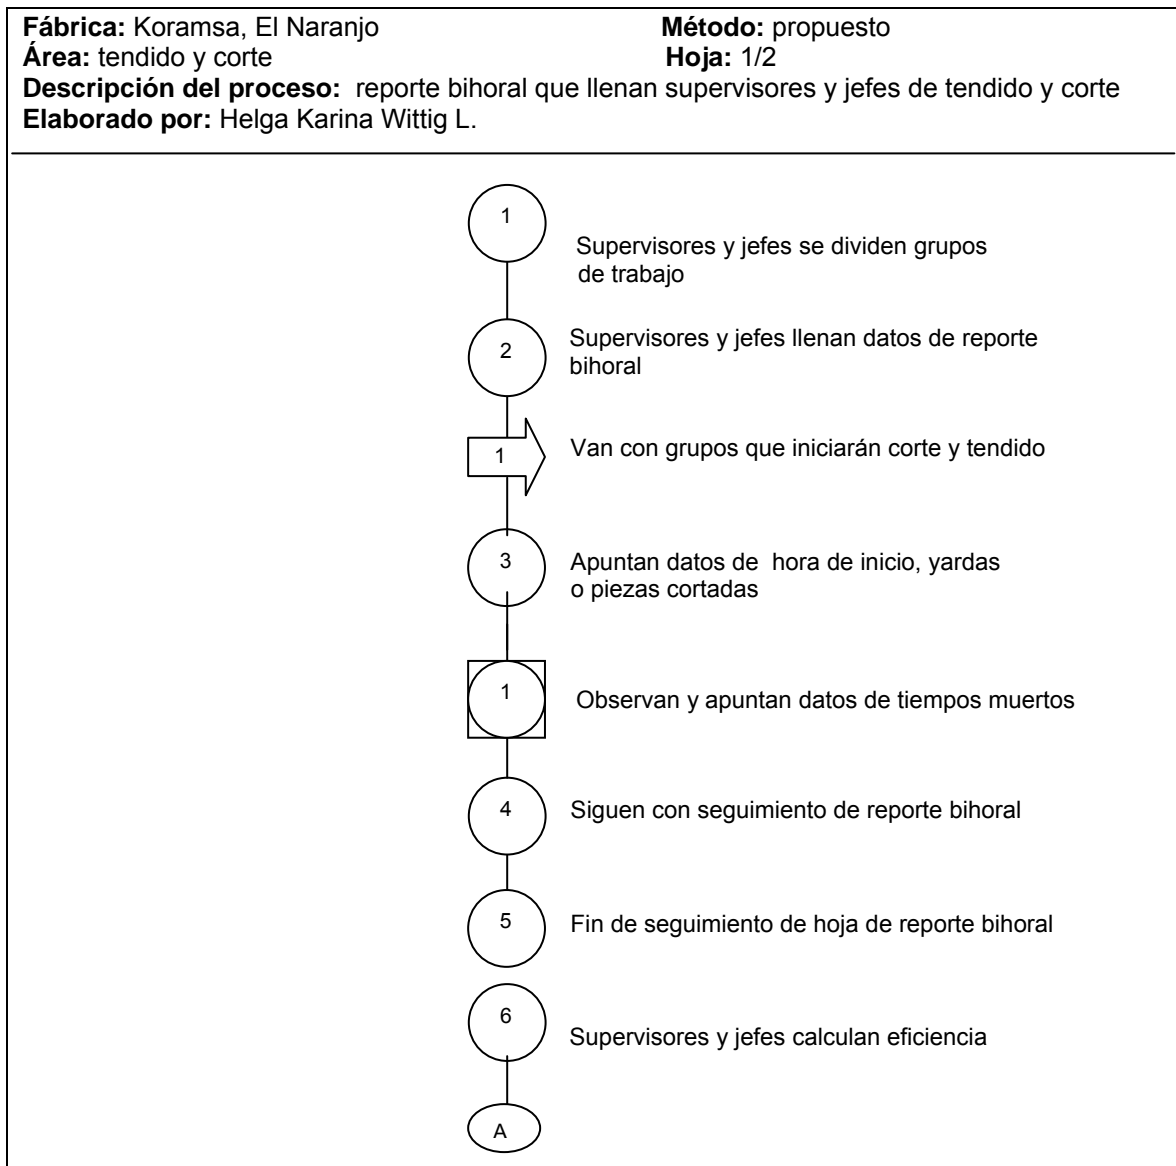 Fábrica: Koramsa, El Naranjo Método: propuesto
Área: tendido y corte Hoja: 1/2
Descripción del proceso: reporte bihoral que llenan supervisores y jefes de tendido y corte
Elaborado por: Helga Karina Wittig L.
1
Supervisores y jefes se dividen grupos
de trabajo
2
Supervisores y jefes llenan datos de reporte
bihoral
1
Van con grupos que iniciarán corte y tendido
3
Apuntan datos de hora de inicio, yardas
o piezas cortadas
1
Observan y apuntan datos de tiempos muertos
4
Siguen con seguimiento de reporte bihoral
5
Fin de seguimiento de hoja de reporte bihoral
6
Supervisores y jefes calculan eficiencia
A